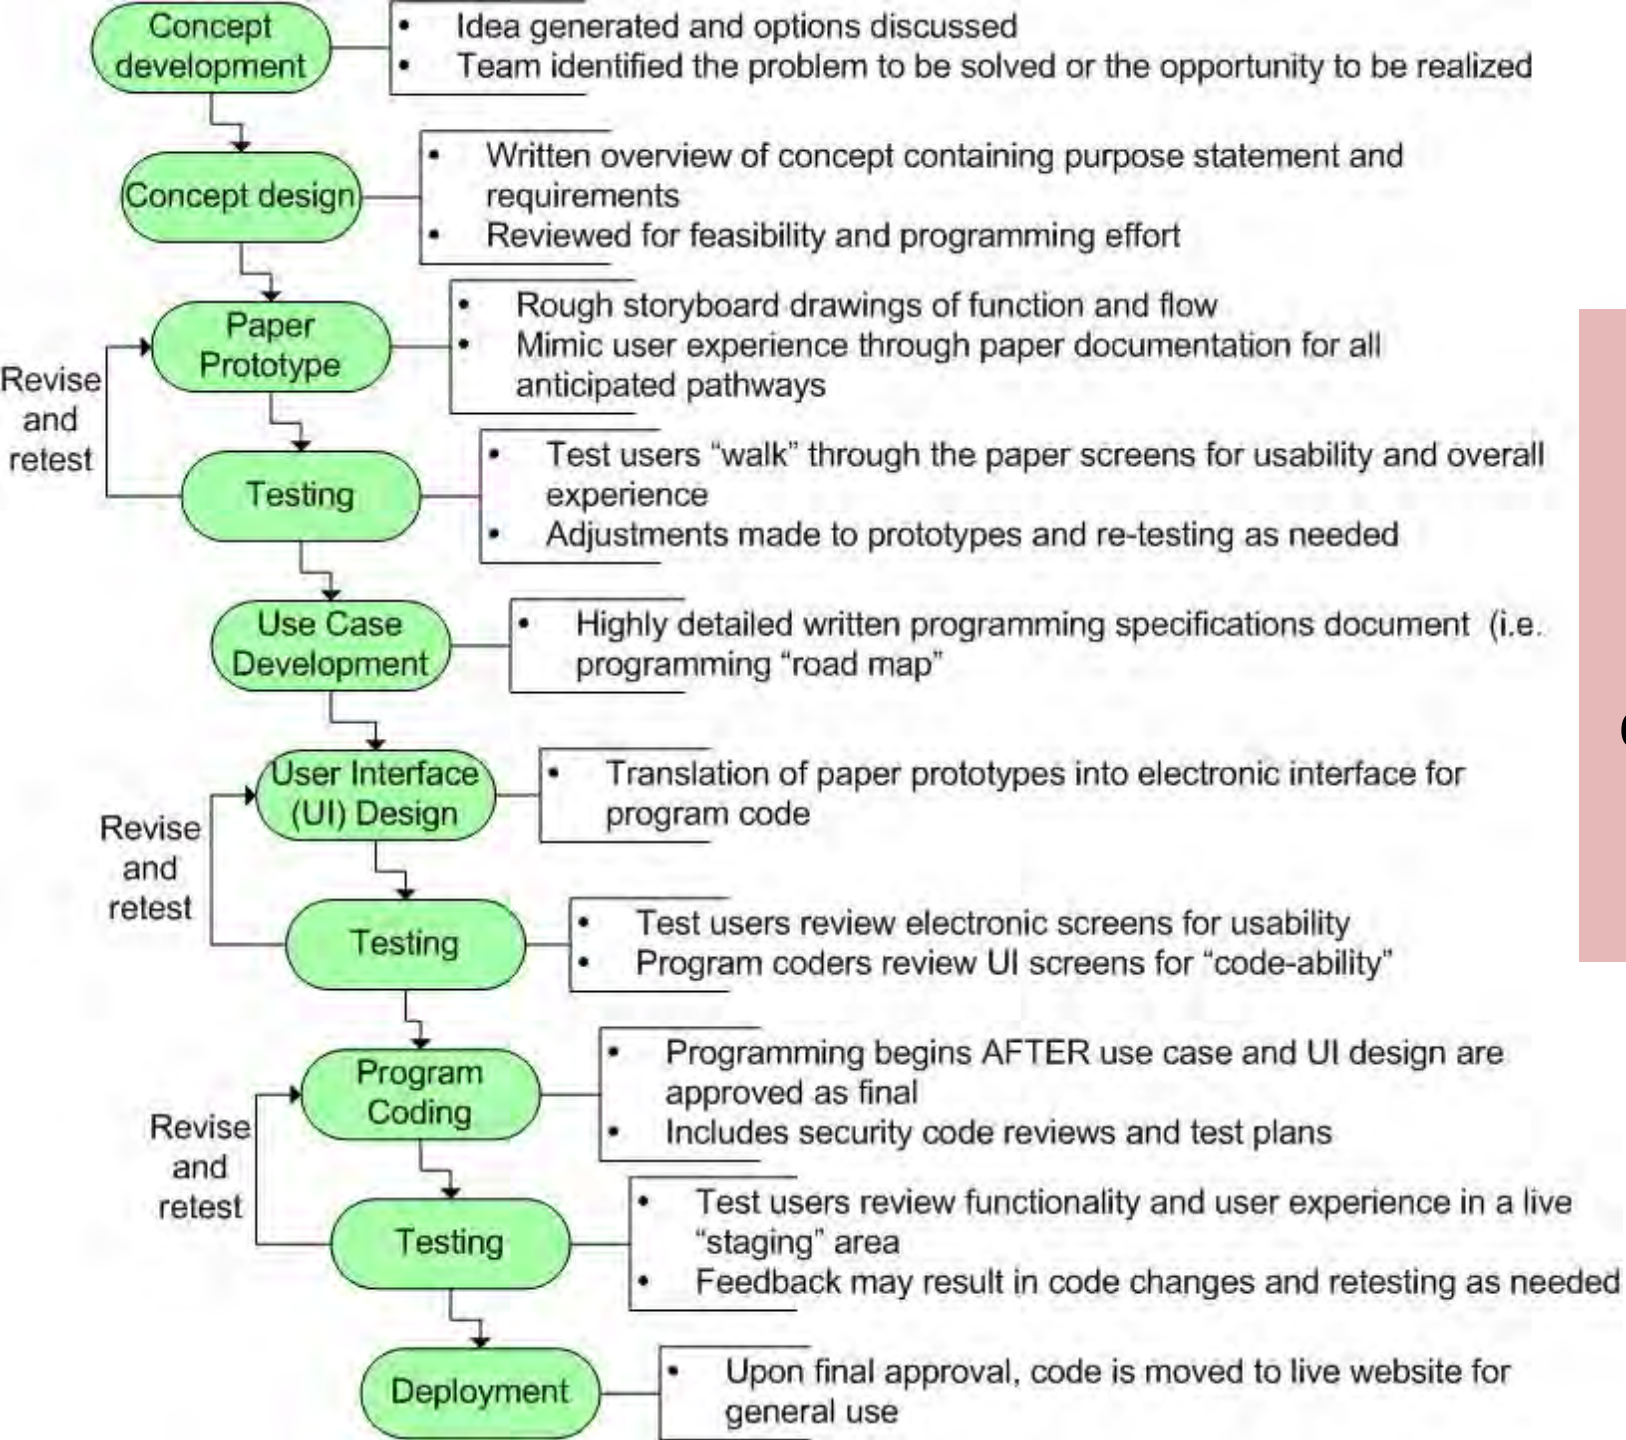 Concept
development
• Idea generated and options discussed
• Team identified the problem to be solved or the opportunity to be realized
Concept design
• Written overview of concept containing purpose statement and
requirements
• Reviewed for feasibility and programming effort
Paper
Prototype
• Rough storyboard drawings of function and flow
• Mimic user experience through paper documentation for all
anticipated pathways
Revise
and
retest
Testing
• Test users “walk” through the paper screens for usability and overall
experience
• Adjustments made to prototypes and re-testing as needed
Use Case
Development
• Highly detailed written programming specifications document (i.e.
programming “road map”
User Interface
(UI) Design
• Translation of paper prototypes into electronic interface for
program code
Revise
and
retest
Testing
• Test users review electronic screens for usability
• Program coders review UI screens for “code-ability”
Program
Coding
• Programming begins AFTER use case and UI design are
approved as final
• Includes security code reviews and test plans
Revise
and
retest
Testing
• Test users review functionality and user experience in a live
“staging” area
• Feedback may result in code changes and retesting as needed
Deployment
• Upon final approval, code is moved to live website for
general use